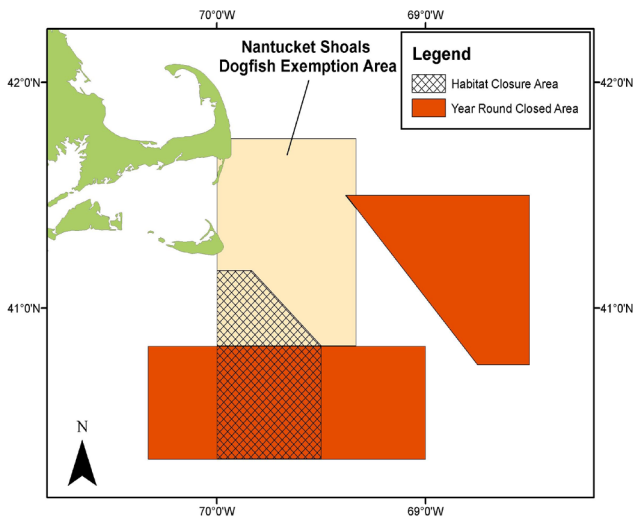 70°0'W
69°0'W
Nantucket Shoals
Dogfish Exemption Area
Legend
Habitat Closure Area
Year Round Closed Area
42°0'N
42°0'N
41°0'N
41°0'N
N
70°0'W
69°0'W